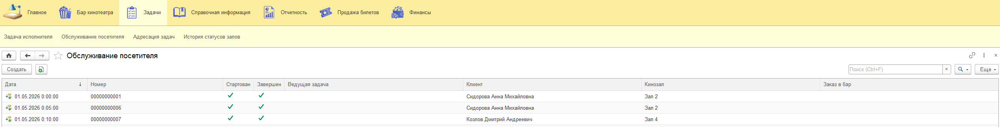 Главное Бар кинотеатра Задачи Справочная информация Отчетность Продажа билетов Финансы
Задача исполнителя Обслуживание посетителя Адресация задач История статусов залов
Обслуживание посетителя
Создать Поиск (Ctrl+F) × Еще
Дата ↓ Номер Стартован Завершен Ведущая задача Клиент Кинозал Заказ в бар
01.05.2026 0:00:00 00000000001 Сидорова Анна Михайловна Зал 2
01.05.2026 0:05:00 00000000006 Сидорова Анна Михайловна Зал 2
01.05.2026 0:10:00 00000000007 Козлов Дмитрий Андреевич Зал 4